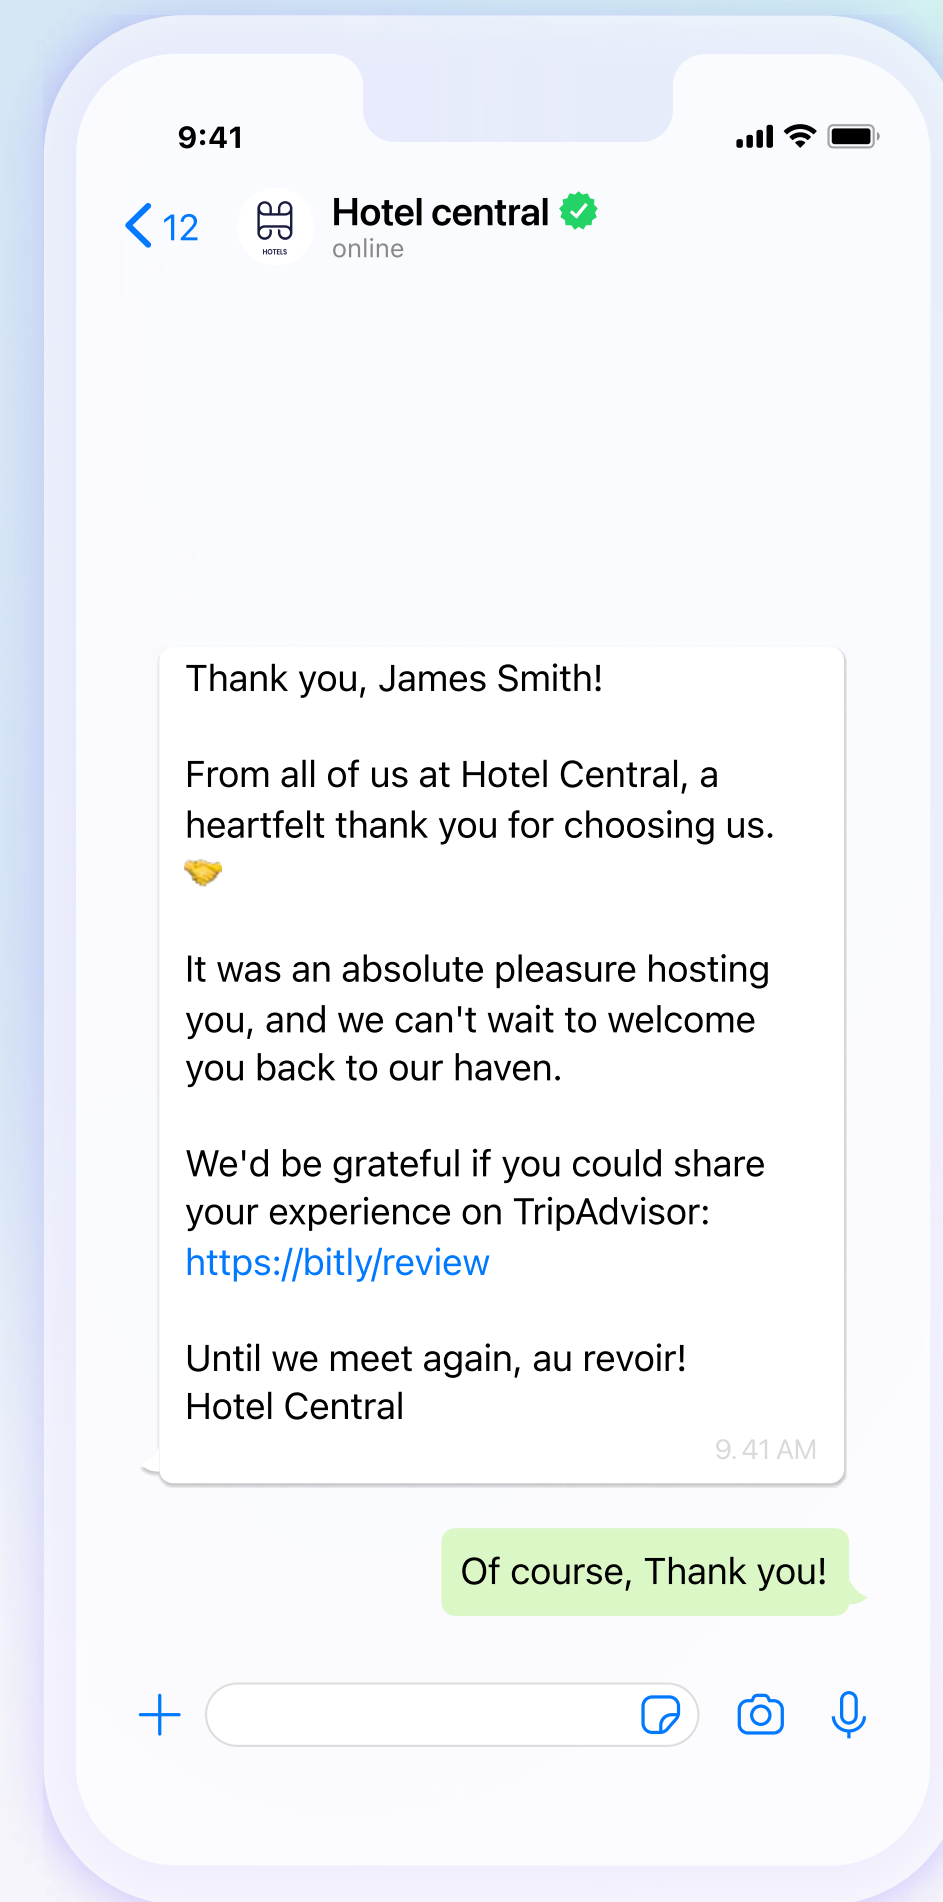 9:41
12
HOTELS
Hotel central
online
Thank you, James Smith!
From all of us at Hotel Central, a
heartfelt thank you for choosing us.
🤝
It was an absolute pleasure hosting
you, and we can't wait to welcome
you back to our haven.
We'd be grateful if you could share
your experience on TripAdvisor:
https://bitly/review
Until we meet again, au revoir!
Hotel Central
9.41 AM
Of course, Thank you!